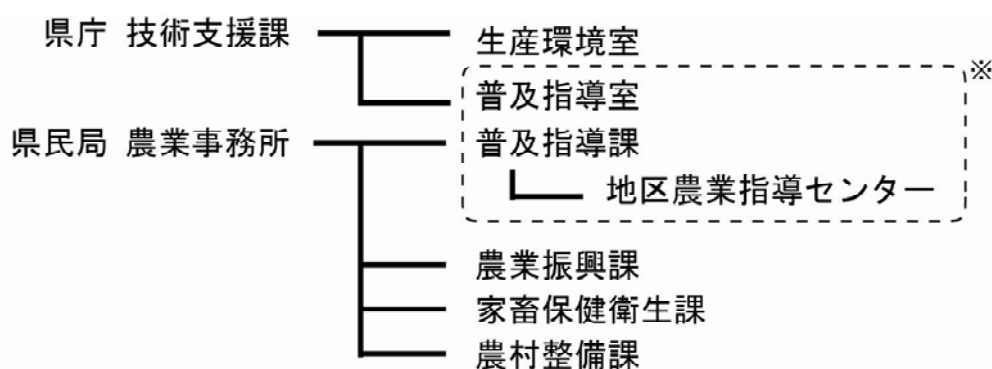 県庁 技術支援課 生産環境室
※
普及指導室
県民局 農業事務所 普及指導課
地区農業指導センター
農業振興課
家畜保健衛生課
農村整備課